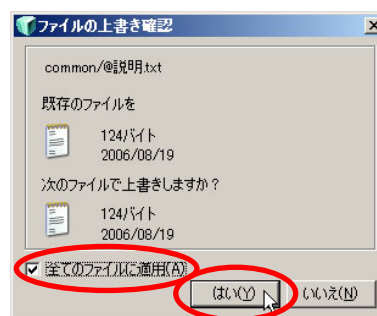 ファイルの上書き確認
common/@説明.txt
既存のファイルを
124バイト
2006/08/19
次のファイルで上書きしますか？
124バイト
2006/08/19
全てのファイルに適用(A)
はい(Y)
いいえ(N)